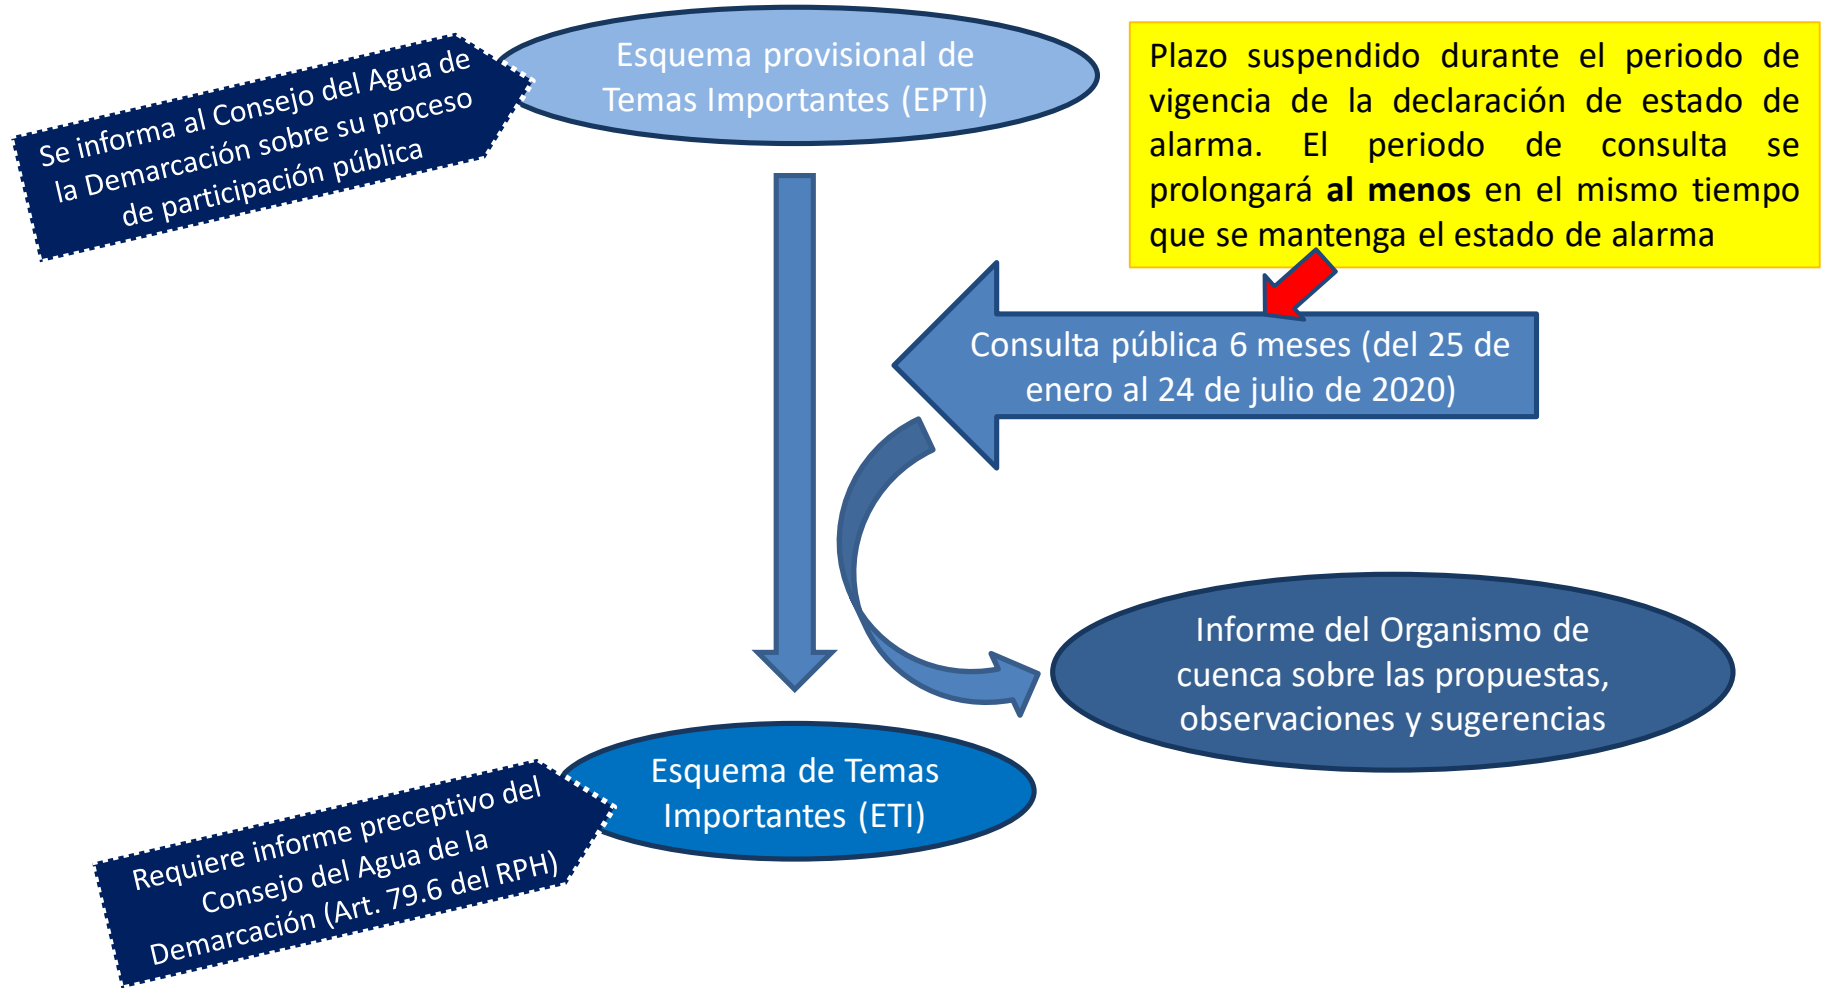 Esquema provisional de
Temas Importantes (EPTI)
Se informa al Consejo del Agua de
la Demarcación sobre su proceso
de participación pública
Plazo suspendido durante el periodo de
vigencia de la declaración de estado de
alarma. El periodo de consulta se
prolongará al menos en el mismo tiempo
que se mantenga el estado de alarma
Consulta pública 6 meses (del 25 de
enero al 24 de julio de 2020)
Informe del Organismo de
cuenca sobre las propuestas,
observaciones y sugerencias
Esquema de Temas
Importantes (ETI)
Requiere informe preceptivo del
Consejo del Agua de la
Demarcación (Art. 79.6 del RPH)